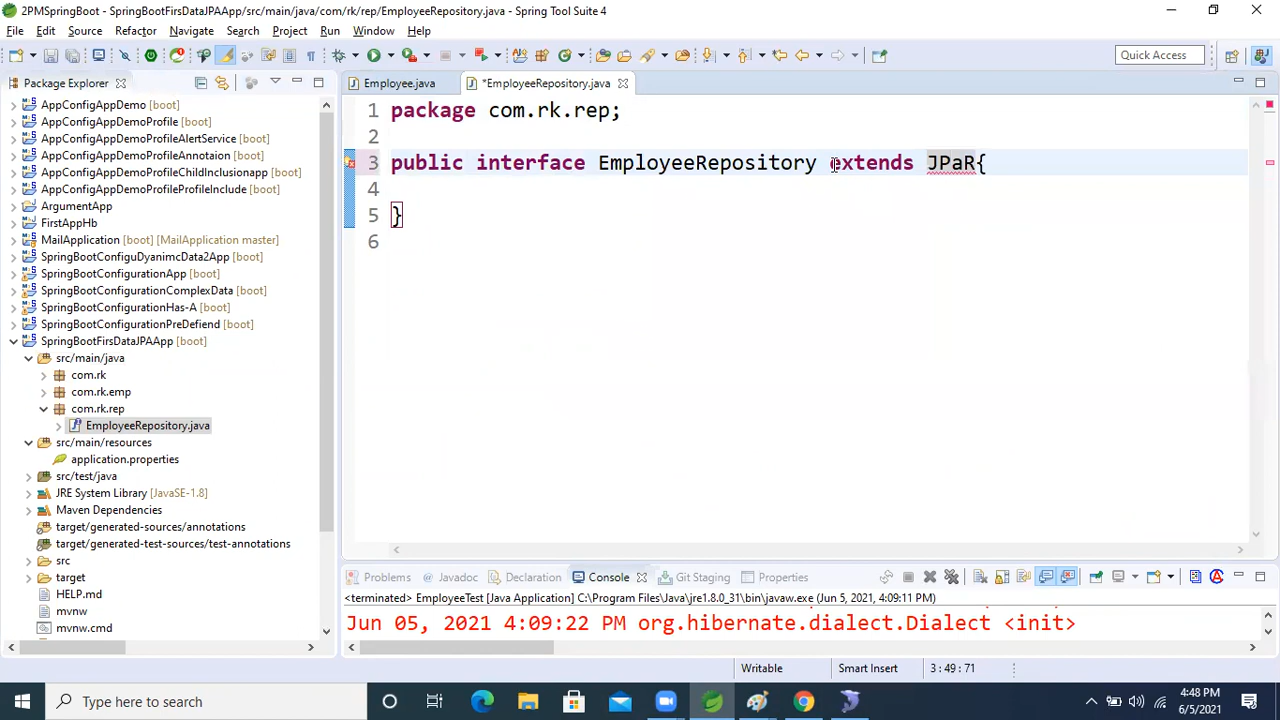 2PMSpringBoot - SpringBootFirsDataJPAApp/src/main/java/com/rk/rep/EmployeeRepository.java - Spring Tool Suite 4
File Edit Source Refactor Navigate Search Project Run Window Help
Quick Access
Package Explorer
AppConfigAppDemo [boot]
AppConfigAppDemoProfile [boot]
AppConfigAppDemoProfileAlertService [boot]
AppConfigAppDemoProfileAnnotaion [boot]
AppConfigAppDemoProfileChildInclusionapp [boot]
AppConfigAppDemoProfileProfileInclude [boot]
ArgumentApp
FirstAppHb
MailApplication [boot] [MailApplication master]
SpringBootConfiguDyanimcData2App [boot]
SpringBootConfigurationApp [boot]
SpringBootConfigurationComplexData [boot]
SpringBootConfigurationHas-A [boot]
SpringBootConfigurationPreDefiend [boot]
SpringBootFirsDataJPAApp [boot]
src/main/java
com.rk
com.rk.emp
com.rk.rep
EmployeeRepository.java
src/main/resources
application.properties
src/test/java
JRE System Library [JavaSE-1.8]
Maven Dependencies
target/generated-sources/annotations
target/generated-test-sources/test-annotations
src
target
HELP.md
mvnw
mvnw.cmd
Employee.java *EmployeeRepository.java
1 package com.rk.rep;
2
3 public interface EmployeeRepository extends JPaR{
4
5 }
6
Problems Javadoc Declaration Console Git Staging Properties
<terminated> EmployeeTest [Java Application] C:\Program Files\Java\jre1.8.0_31\bin\javaw.exe (Jun 5, 2021, 4:09:11 PM)
Jun 05, 2021 4:09:22 PM org.hibernate.dialect.Dialect <init>
Writable Smart Insert 3 : 49 : 71
Type here to search
4:48 PM
6/5/2021